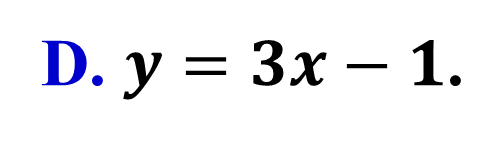 D. y = 3x − 1.